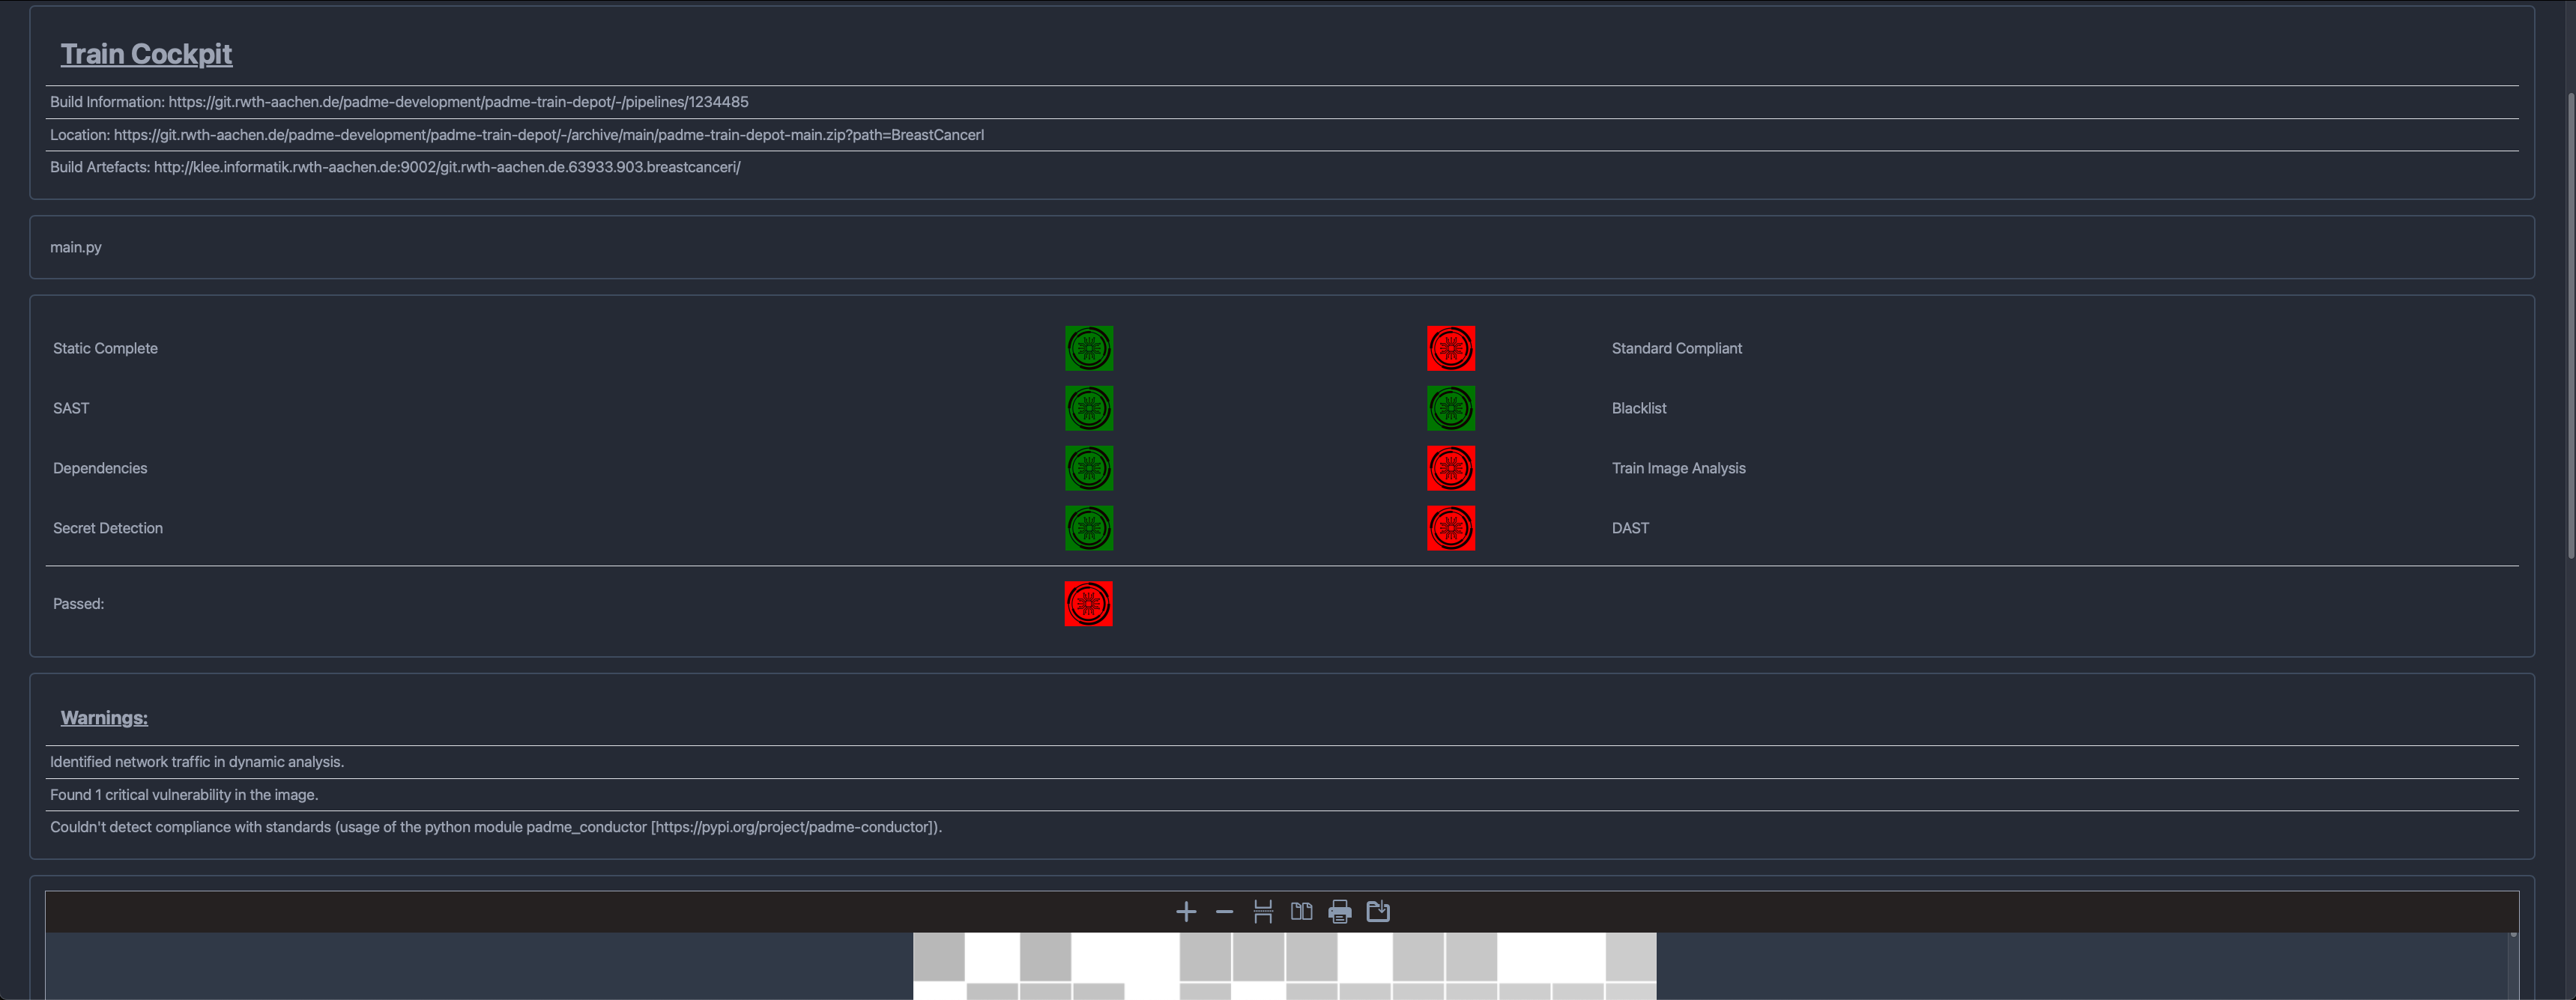 Train Cockpit
Build Information: https://git.rwth-aachen.de/padme-development/padme-train-depot/-/pipelines/1234485
Location: https://git.rwth-aachen.de/padme-development/padme-train-depot/-/archive/main/padme-train-depot-main.zip?path=BreastCancerI
Build Artefacts: http://klee.informatik.rwth-aachen.de:9002/git.rwth-aachen.de.63933.903.breastcanceri/
main.py
Static Complete Standard Compliant
SAST Blacklist
Dependencies Train Image Analysis
Secret Detection DAST
Passed:
Warnings:
Identified network traffic in dynamic analysis.
Found 1 critical vulnerability in the image.
Couldn't detect compliance with standards (usage of the python module padme_conductor [https://pypi.org/project/padme-conductor]).